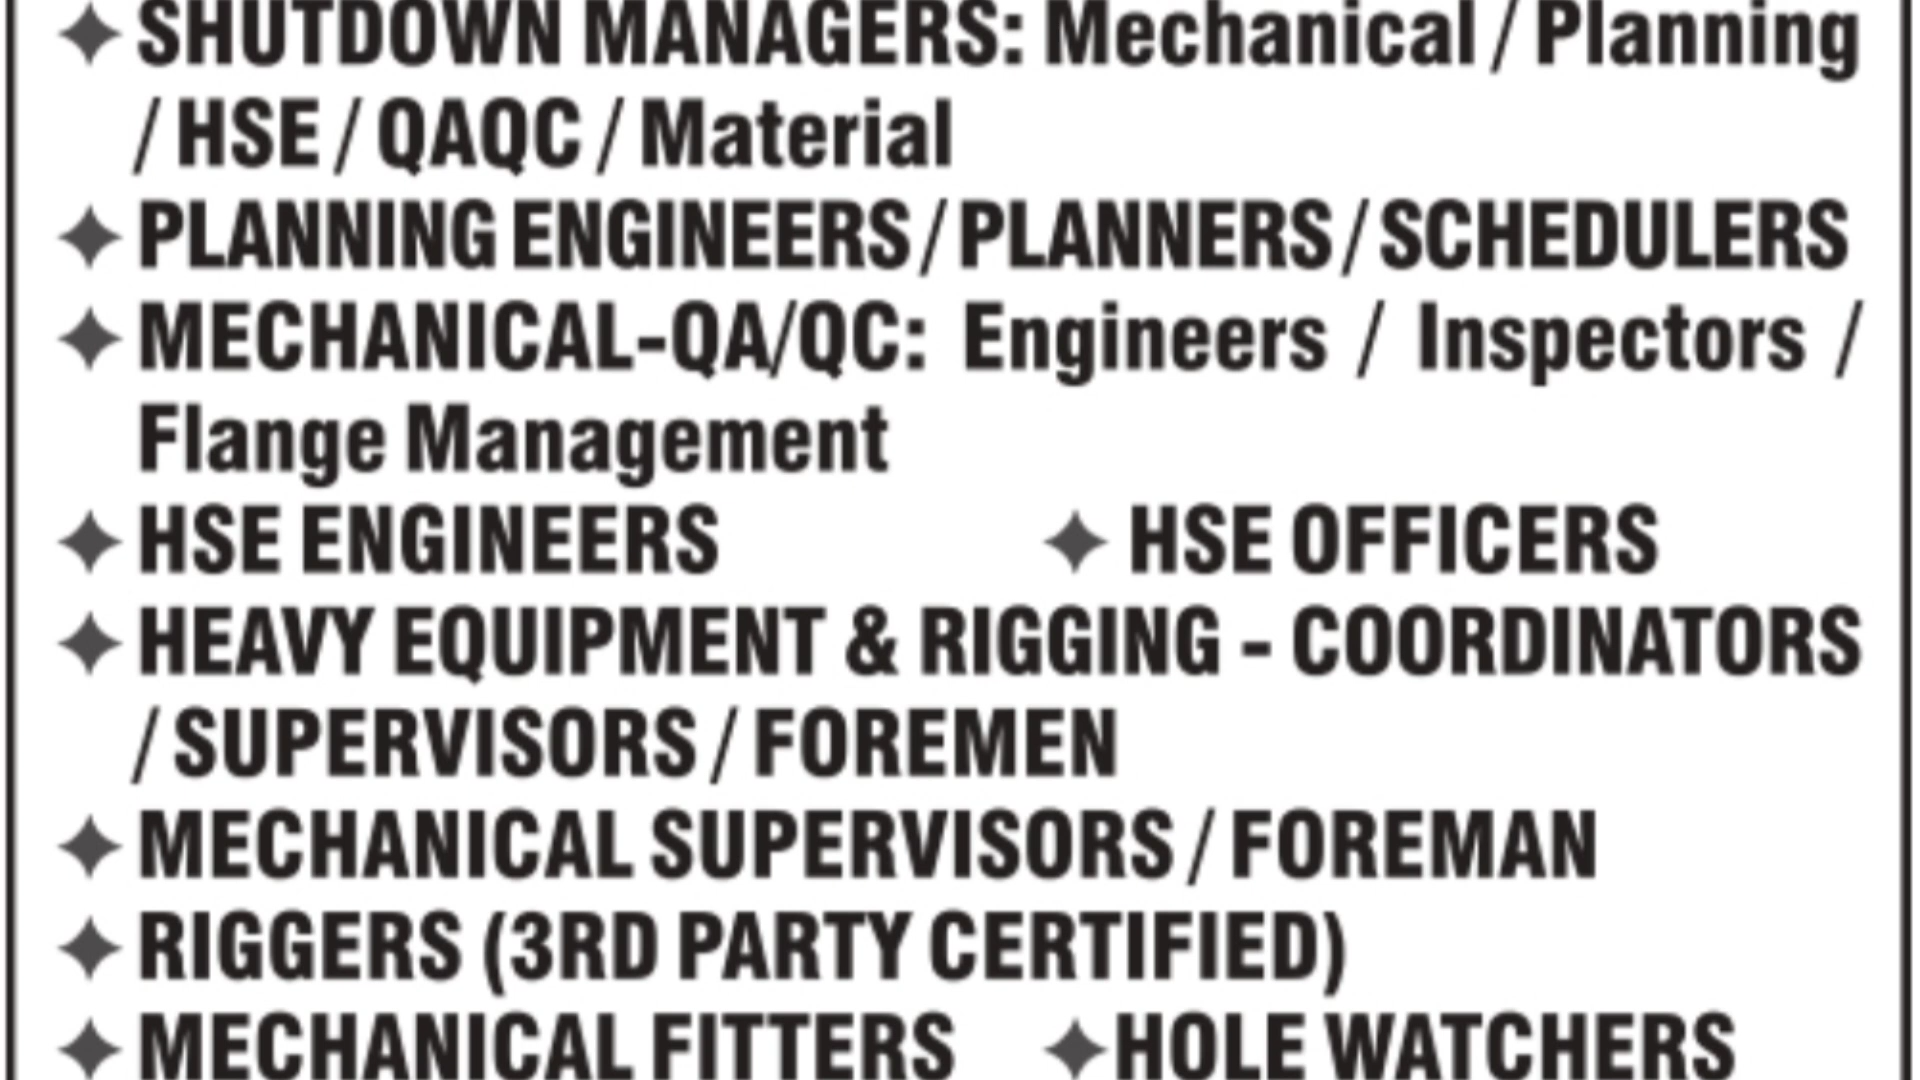 ✦ SHUTDOWN MANAGERS: Mechanical / Planning
/ HSE / QAQC / Material
✦ PLANNING ENGINEERS / PLANNERS / SCHEDULERS
✦ MECHANICAL-QA/QC: Engineers / Inspectors /
Flange Management
✦ HSE ENGINEERS ✦ HSE OFFICERS
✦ HEAVY EQUIPMENT & RIGGING - COORDINATORS
/ SUPERVISORS / FOREMEN
✦ MECHANICAL SUPERVISORS / FOREMAN
✦ RIGGERS (3RD PARTY CERTIFIED)
✦ MECHANICAL FITTERS ✦ HOLE WATCHERS